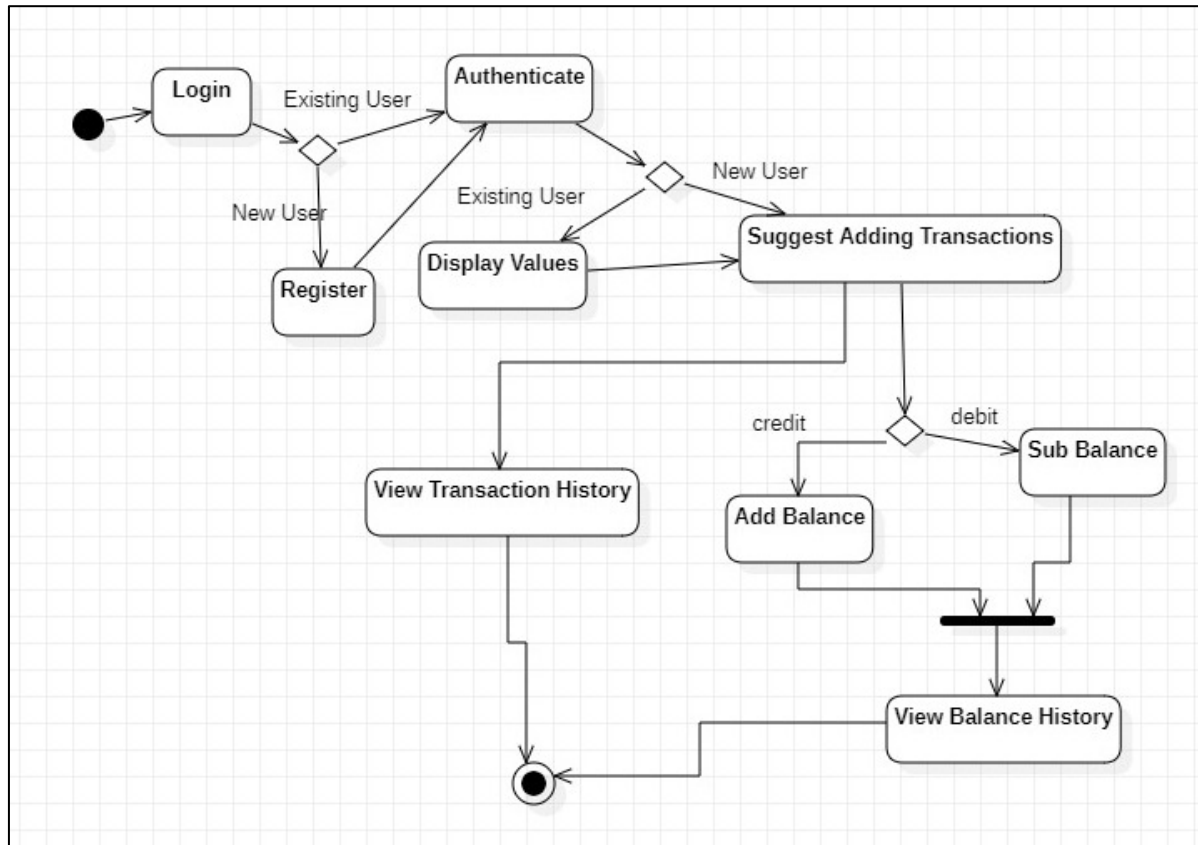 Login
Existing User
Authenticate
New User
Existing User
New User
Suggest Adding Transactions
Display Values
Register
credit
debit
Sub Balance
View Transaction History
Add Balance
View Balance History